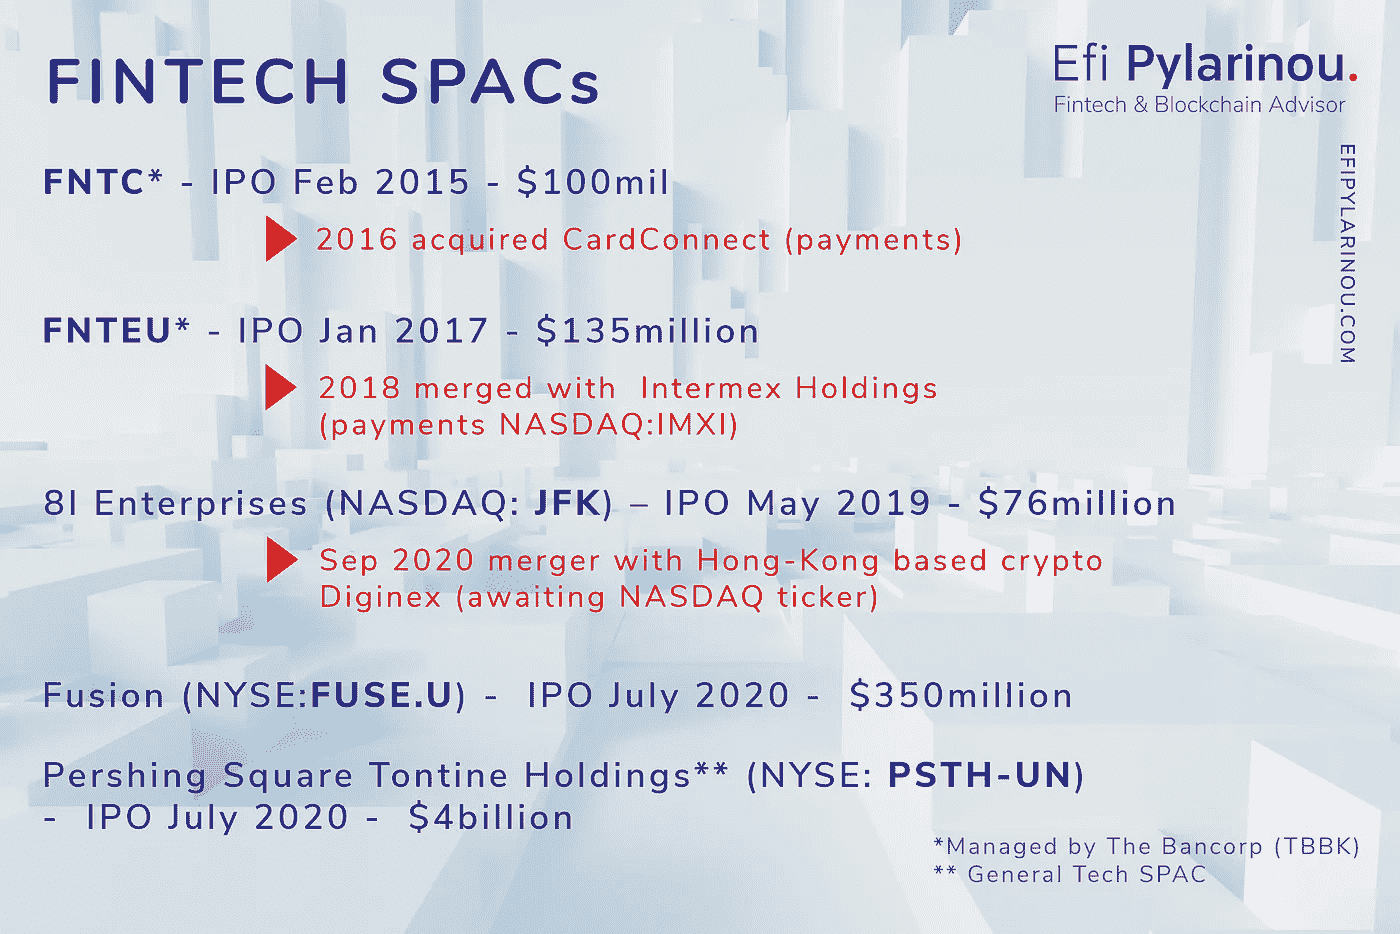 FINTECH SPACs
Efi Pylarinou.
Fintech & Blockchain Advisor
EFIPYLARINOU.COM
FNTC* - IPO Feb 2015 - $100mil
2016 acquired CardConnect (payments)
FNTEU* - IPO Jan 2017 - $135million
2018 merged with Intermex Holdings
(payments NASDAQ:IMXI)
8I Enterprises (NASDAQ: JFK) – IPO May 2019 - $76million
Sep 2020 merger with Hong-Kong based crypto
Diginex (awaiting NASDAQ ticker)
Fusion (NYSE:FUSE.U) - IPO July 2020 - $350million
Pershing Square Tontine Holdings** (NYSE: PSTH-UN)
- IPO July 2020 - $4billion
*Managed by The Bancorp (TBBK)
** General Tech SPAC